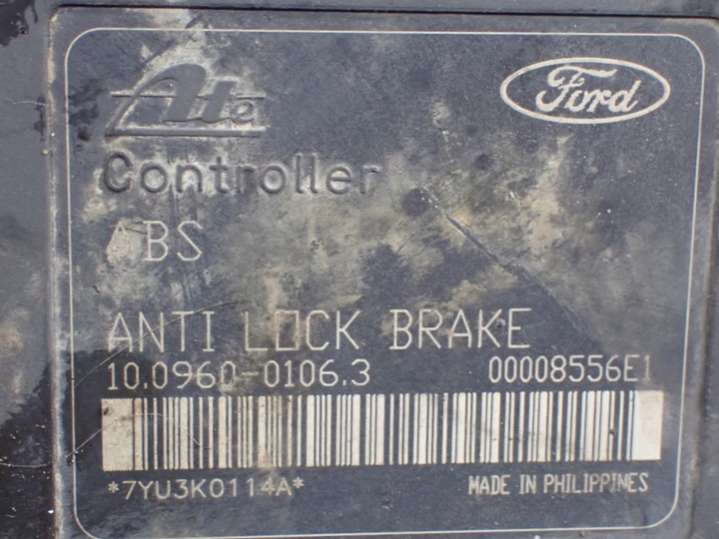 Ate
Ford
Controller
ABS
ANTI LOCK BRAKE
10.0960-0106.3 00008556E1
*7YU3K0114A* MADE IN PHILIPPINES